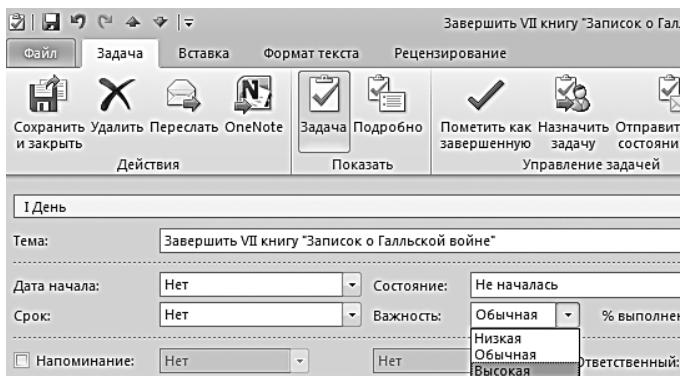 Завершить VII книгу "Записок о Гал
Файл Задача Вставка Формат текста Рецензирование
Сохранить и закрыть Удалить Переслать OneNote Задача Подробно Пометить как завершенную Назначить задачу
Действия Показать Управление задачей
I День
Тема: Завершить VII книгу "Записок о Галльской войне"
Дата начала: Нет Состояние: Не началась
Срок: Нет Важность: Обычная % выполнен
Низкая
Обычная
Напоминание: Нет Нет Высокая Ответственный: